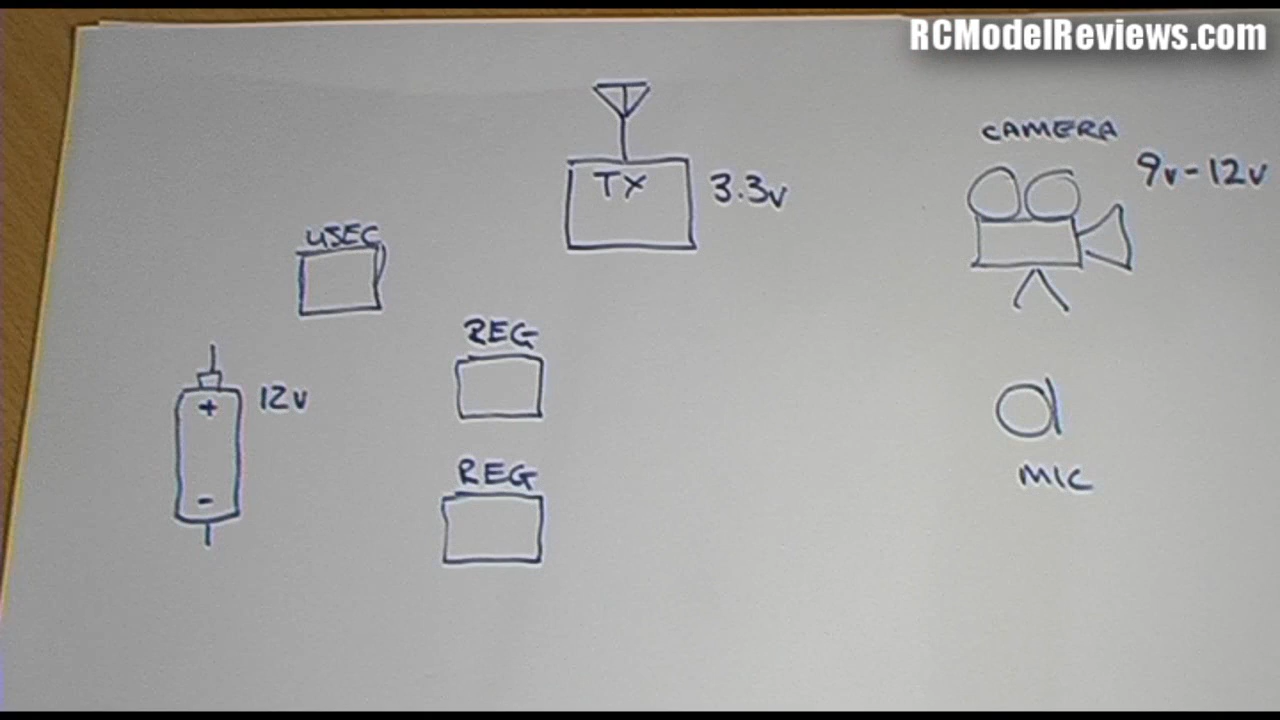 RCModelReviews.com
CAMERA
9v-12v
TX
3.3v
USEC
REG
12v
+
-
REG
MIC